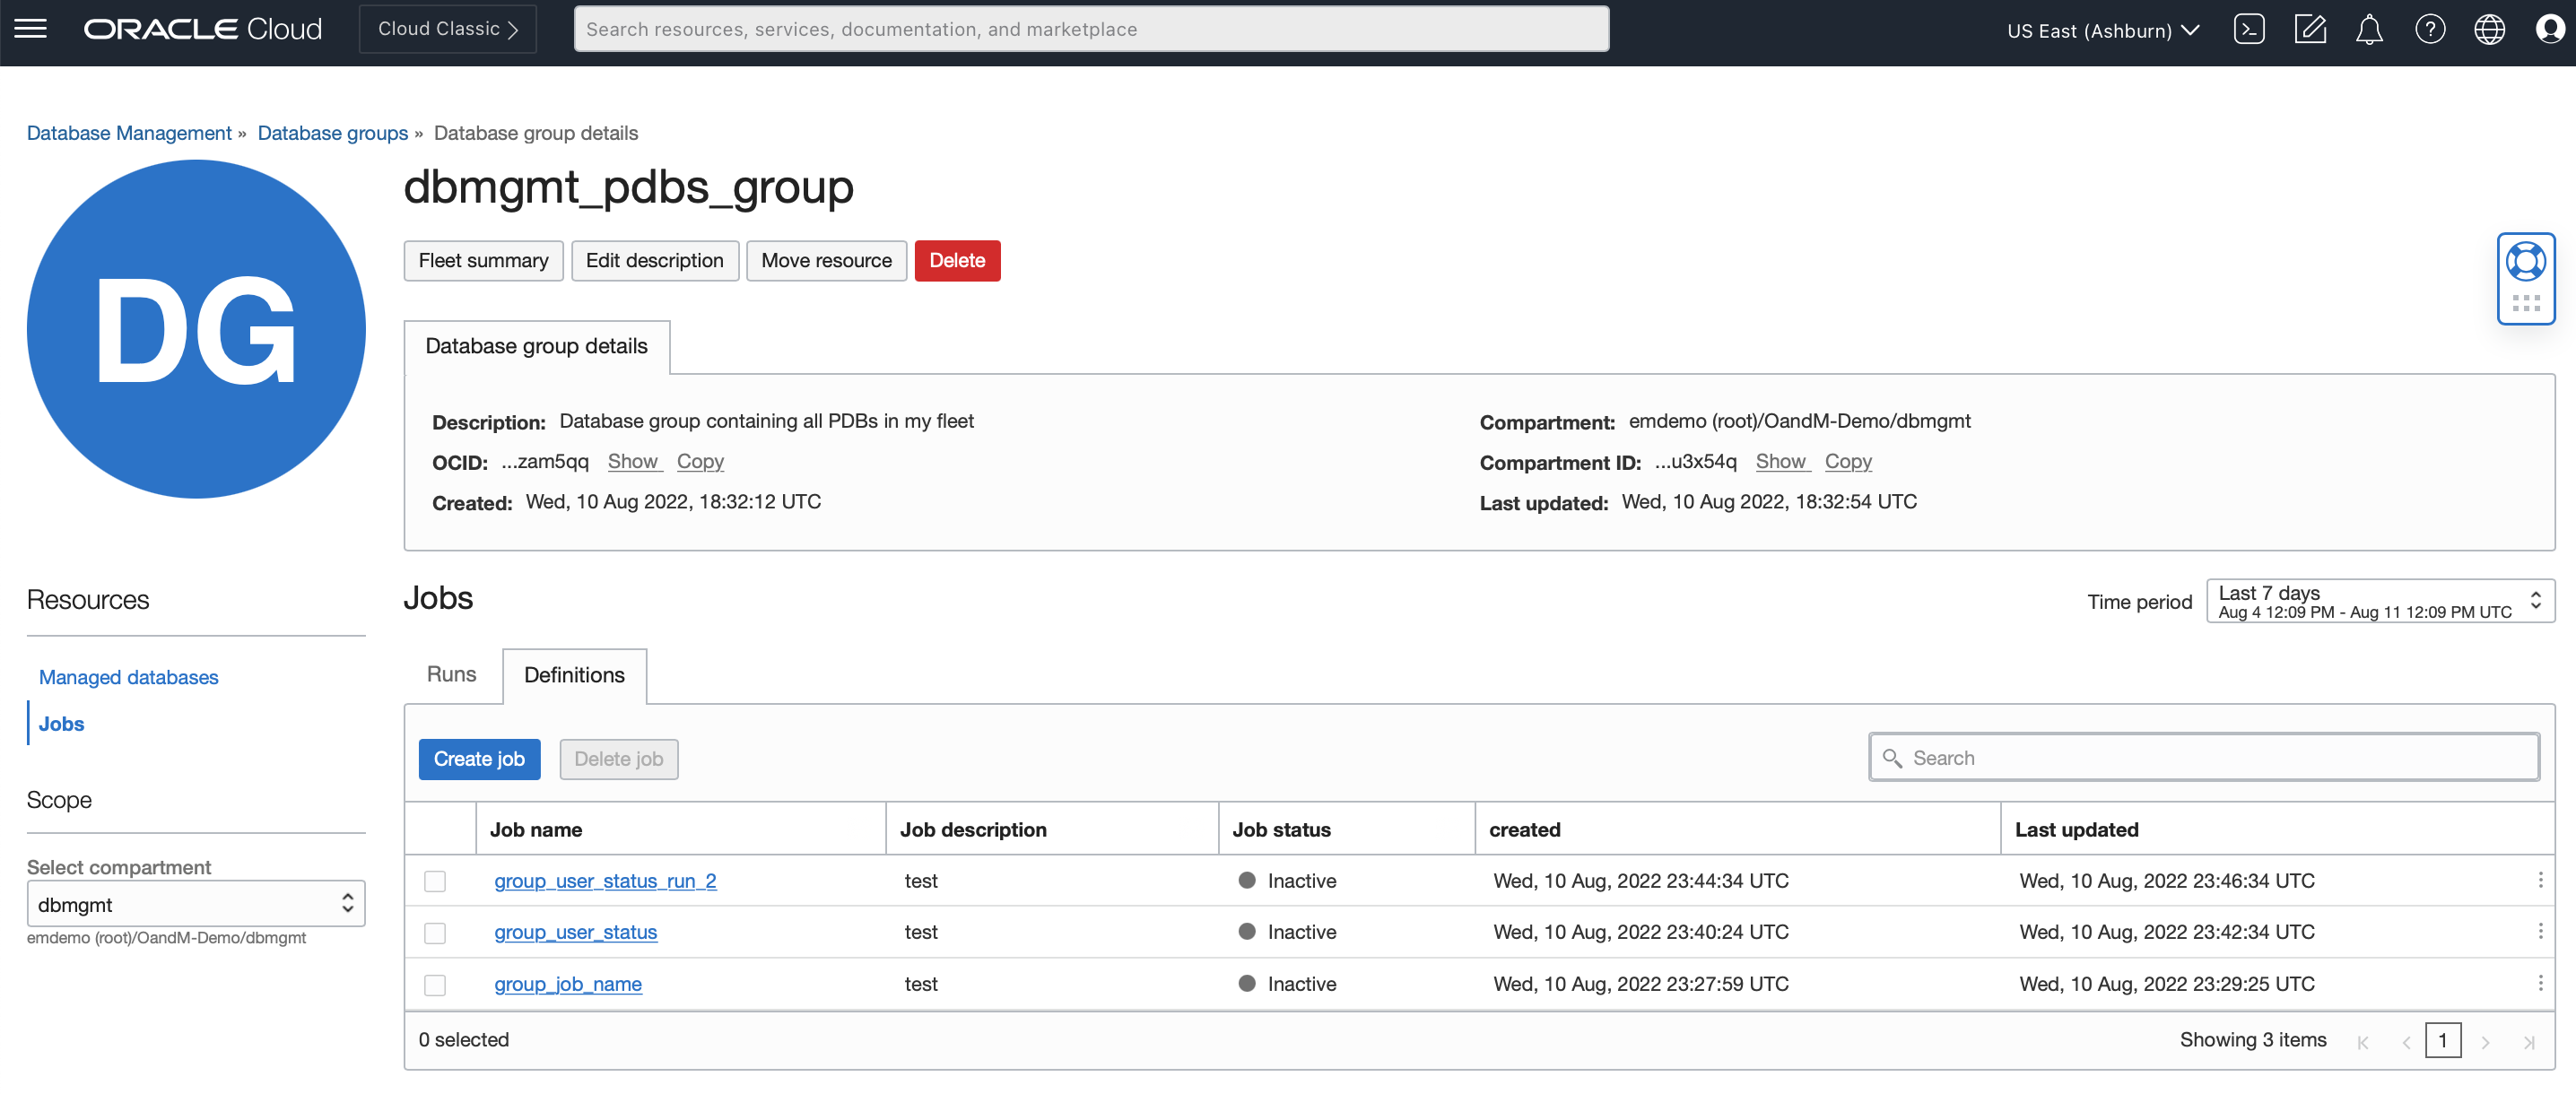 ORACLE Cloud
Cloud Classic
Search resources, services, documentation, and marketplace
US East (Ashburn)
Database Management » Database groups » Database group details
DG
dbmgmt_pdbs_group
Fleet summary
Edit description
Move resource
Delete
Database group details
Description: Database group containing all PDBs in my fleet
OCID: ...zam5qq Show Copy
Created: Wed, 10 Aug 2022, 18:32:12 UTC
Compartment: emdemo (root)/OandM-Demo/dbmgmt
Compartment ID: ...u3x54q Show Copy
Last updated: Wed, 10 Aug 2022, 18:32:54 UTC
Resources
Managed databases
Jobs
Scope
Select compartment
dbmgmt
emdemo (root)/OandM-Demo/dbmgmt
Jobs
Time period
Last 7 days
Aug 4 12:09 PM - Aug 11 12:09 PM UTC
Runs
Definitions
Create job
Delete job
Search
Job name Job description Job status created Last updated
group_user_status_run_2 test Inactive Wed, 10 Aug, 2022 23:44:34 UTC Wed, 10 Aug, 2022 23:46:34 UTC
group_user_status test Inactive Wed, 10 Aug, 2022 23:40:24 UTC Wed, 10 Aug, 2022 23:42:34 UTC
group_job_name test Inactive Wed, 10 Aug, 2022 23:27:59 UTC Wed, 10 Aug, 2022 23:29:25 UTC
0 selected
Showing 3 items
1